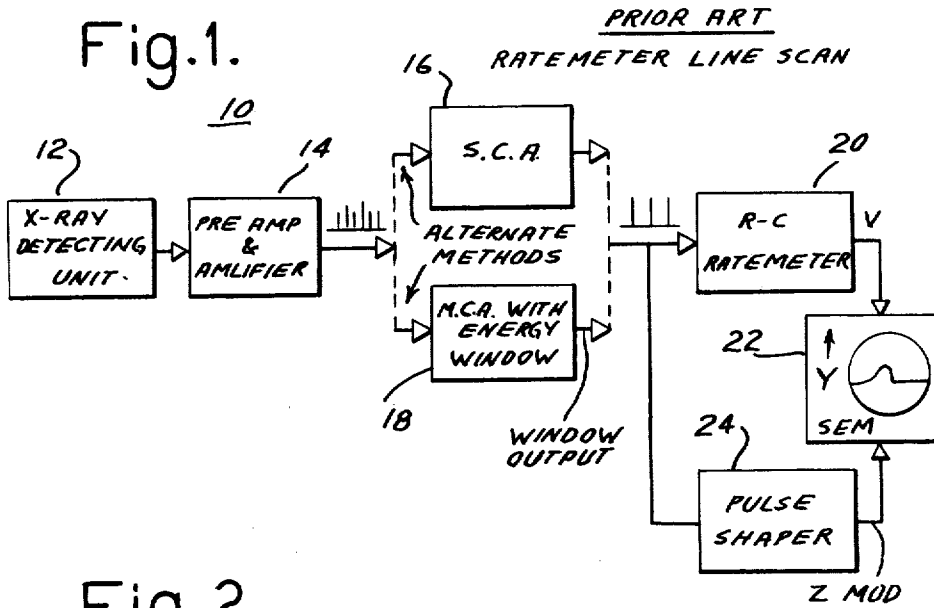 Fig.1.
PRIOR ART
RATEMETER LINE SCAN
10
12
X-RAY
DETECTING
UNIT.
14
PRE AMP
&
AMLIFIER
16
S.C.A.
ALTERNATE
METHODS
M.C.A. WITH
ENERGY
WINDOW
18
WINDOW
OUTPUT
20
R-C
RATEMETER
V
22
Y
SEM
24
PULSE
SHAPER
Z MOD
Fig.2